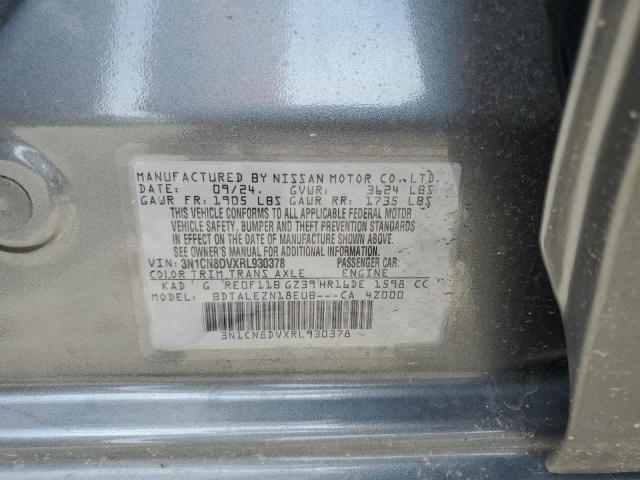 MANUFACTURED BY NISSAN MOTOR CO., LTD.
DATE: 09/24. GVWR: 3624 LBS
GAWR FR: 1905 LBS GAWR RR: 1735 LBS
THIS VEHICLE CONFORMS TO ALL APPLICABLE FEDERAL MOTOR
VEHICLE SAFETY, BUMPER AND THEFT PREVENTION STANDARDS
IN EFFECT ON THE DATE OF MANUFACTURE SHOWN ABOVE.
SEE OWNER'S MANUAL FOR ADDITIONAL INFORMATION.
VIN: 3N1CN8DVXRL930378 PASSENGER CAR.
COLOR TRIM TRANS AXLE ENGINE
KAD G RE0F11B GZ39 HR16DE 1598 CC
MODEL: BDTALEZN18EUB---CA 4Z000
3N1CN8DVXRL930378